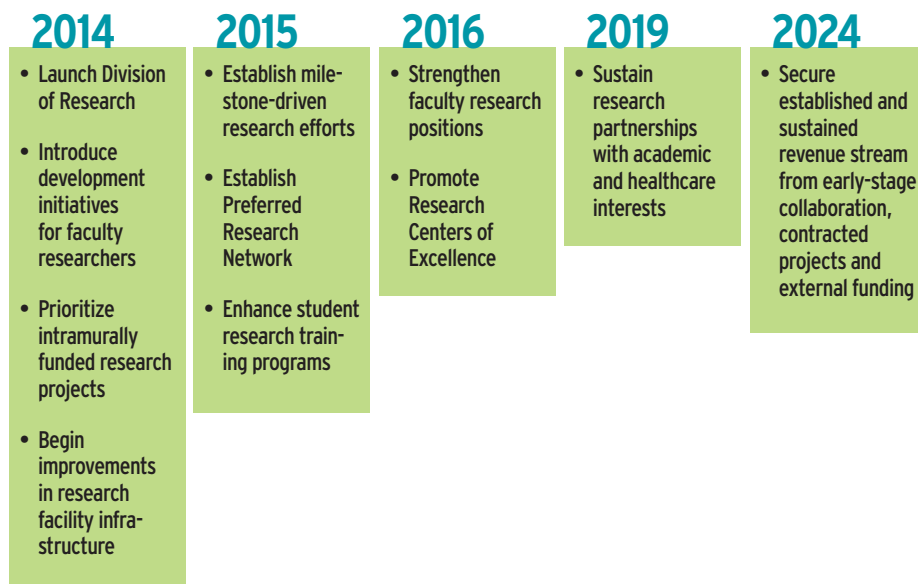 2014
• Launch Division
of Research
• Introduce
development
initiatives
for faculty
researchers
• Prioritize
intramurally
funded research
projects
• Begin
improvements
in research
facility infra-
structure
2015
• Establish mile-
stone-driven
research efforts
• Establish
Preferred
Research
Network
• Enhance student
research train-
ing programs
2016
• Strengthen
faculty research
positions
• Promote
Research
Centers of
Excellence
2019
• Sustain
research
partnerships
with academic
and healthcare
interests
2024
• Secure
established and
sustained
revenue stream
from early-stage
collaboration,
contracted
projects and
external funding